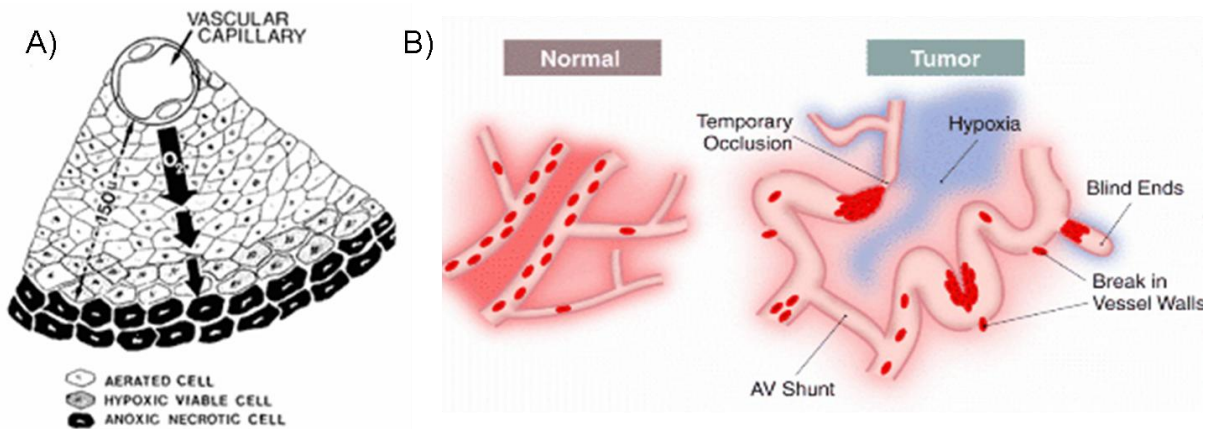 A)
VASCULAR
CAPILLARY
O2
150u
AERATED CELL
HYPOXIC VIABLE CELL
ANOXIC NECROTIC CELL
B)
Normal
Tumor
Temporary
Occlusion
Hypoxia
Blind Ends
Break in
Vessel Walls
AV Shunt